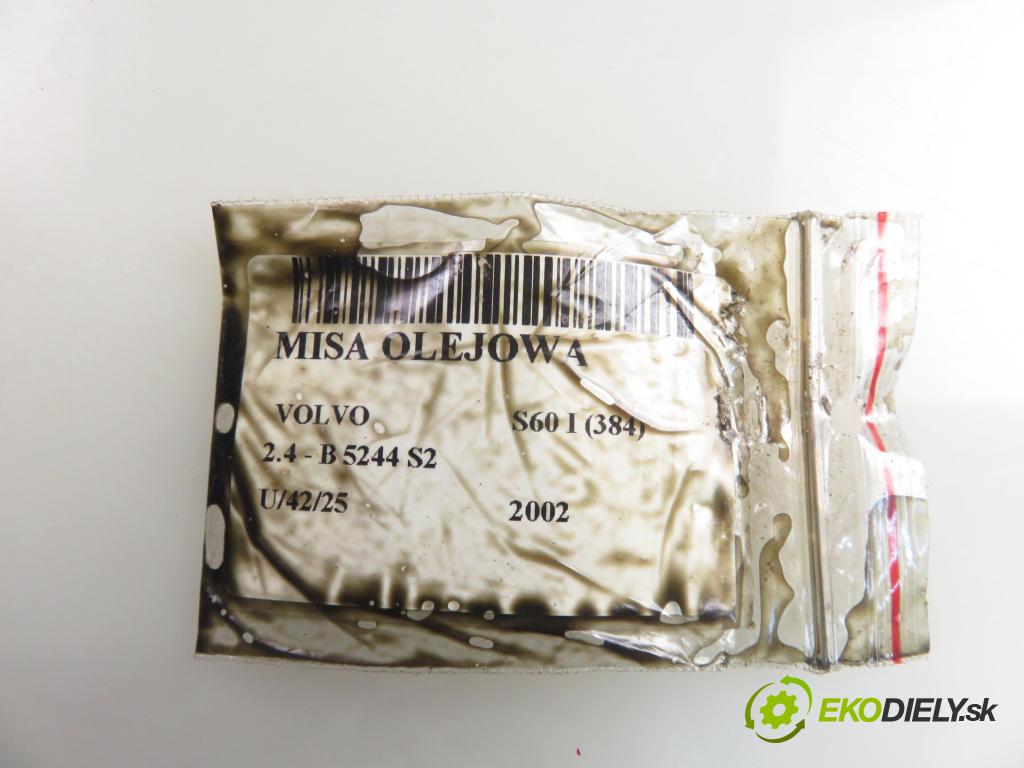 MISA OLEJOWA
VOLVO S60 I (384)
2.4 - B 5244 S2
U/42/25 2002
EKODIELY.sk